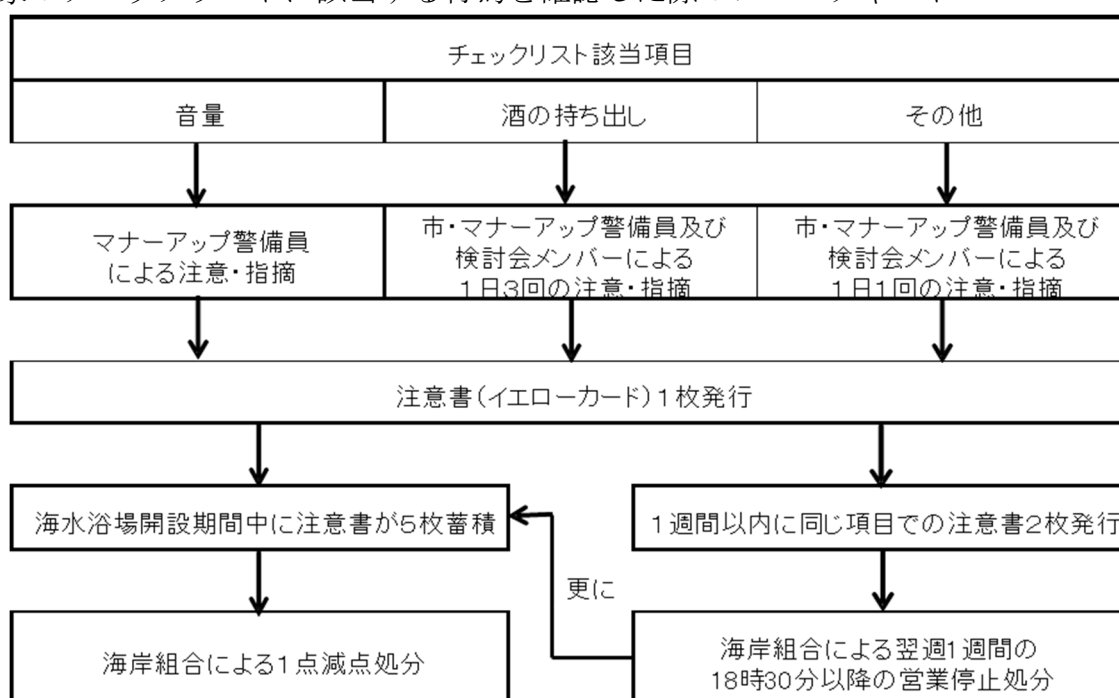 チェックリスト該当項目
音量
酒の持ち出し
その他
マナーアップ警備員
による注意・指摘
市・マナーアップ警備員及び
検討会メンバーによる
1日3回の注意・指摘
市・マナーアップ警備員及び
検討会メンバーによる
1日1回の注意・指摘
注意書(イエローカード)1枚発行
海水浴場開設期間中に注意書が5枚蓄積
1週間以内に同じ項目での注意書2枚発行
更に
海岸組合による1点減点処分
海岸組合による翌週1週間の
18時30分以降の営業停止処分